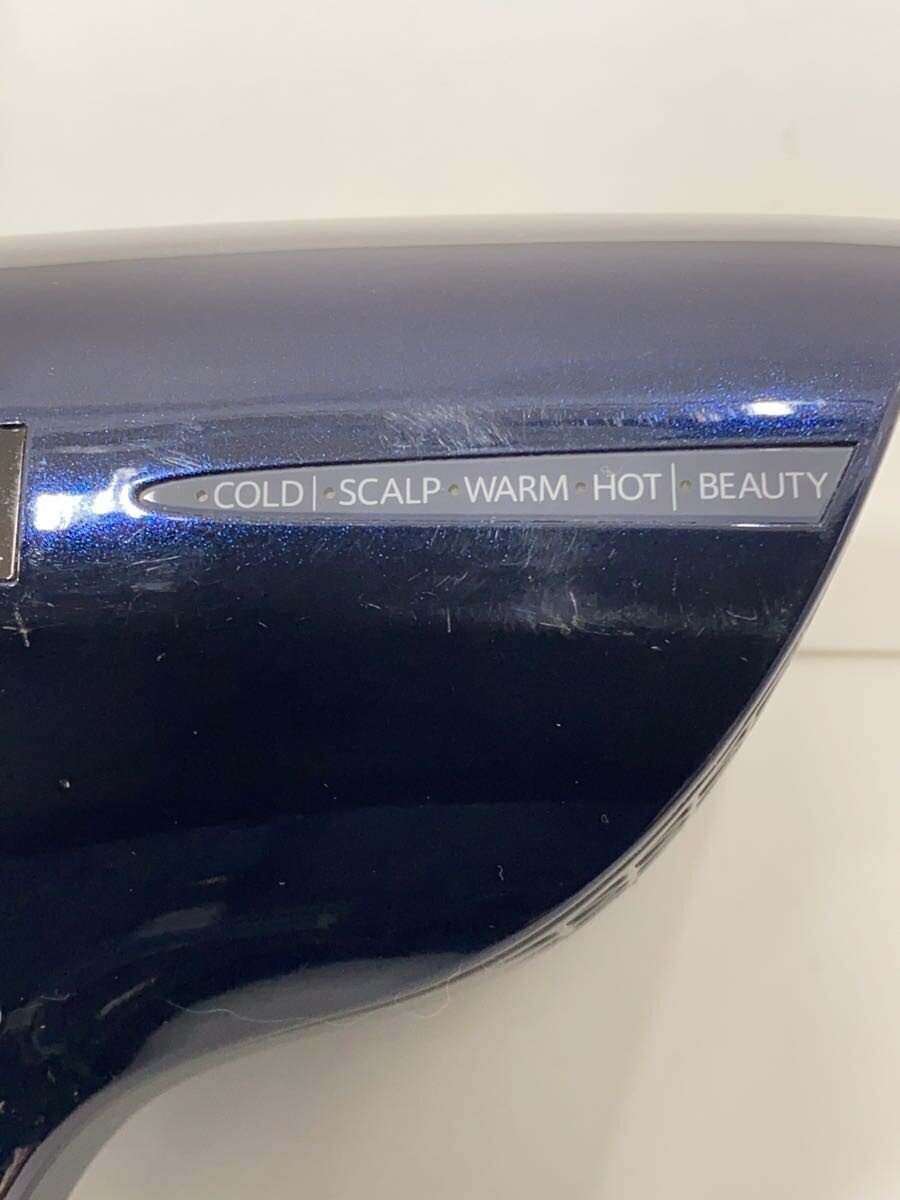 • COLD | • SCALP • WARM • HOT | • BEAUTY